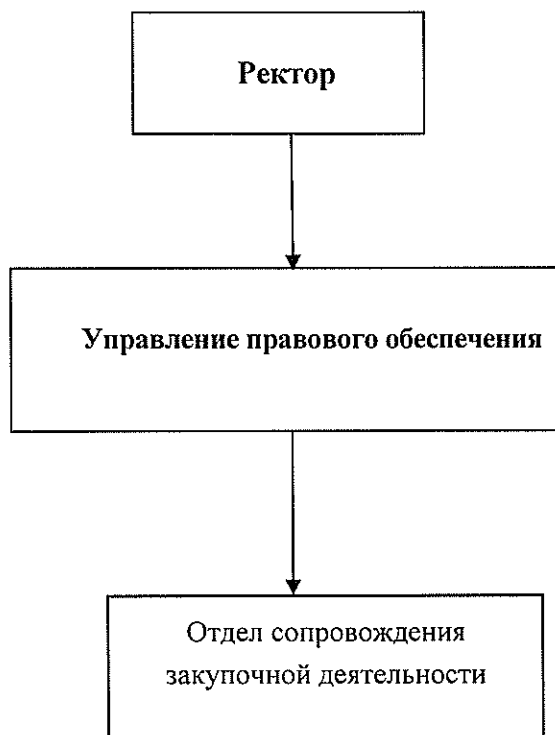 Ректор
Управление правового обеспечения
Отдел сопровождения
закупочной деятельности